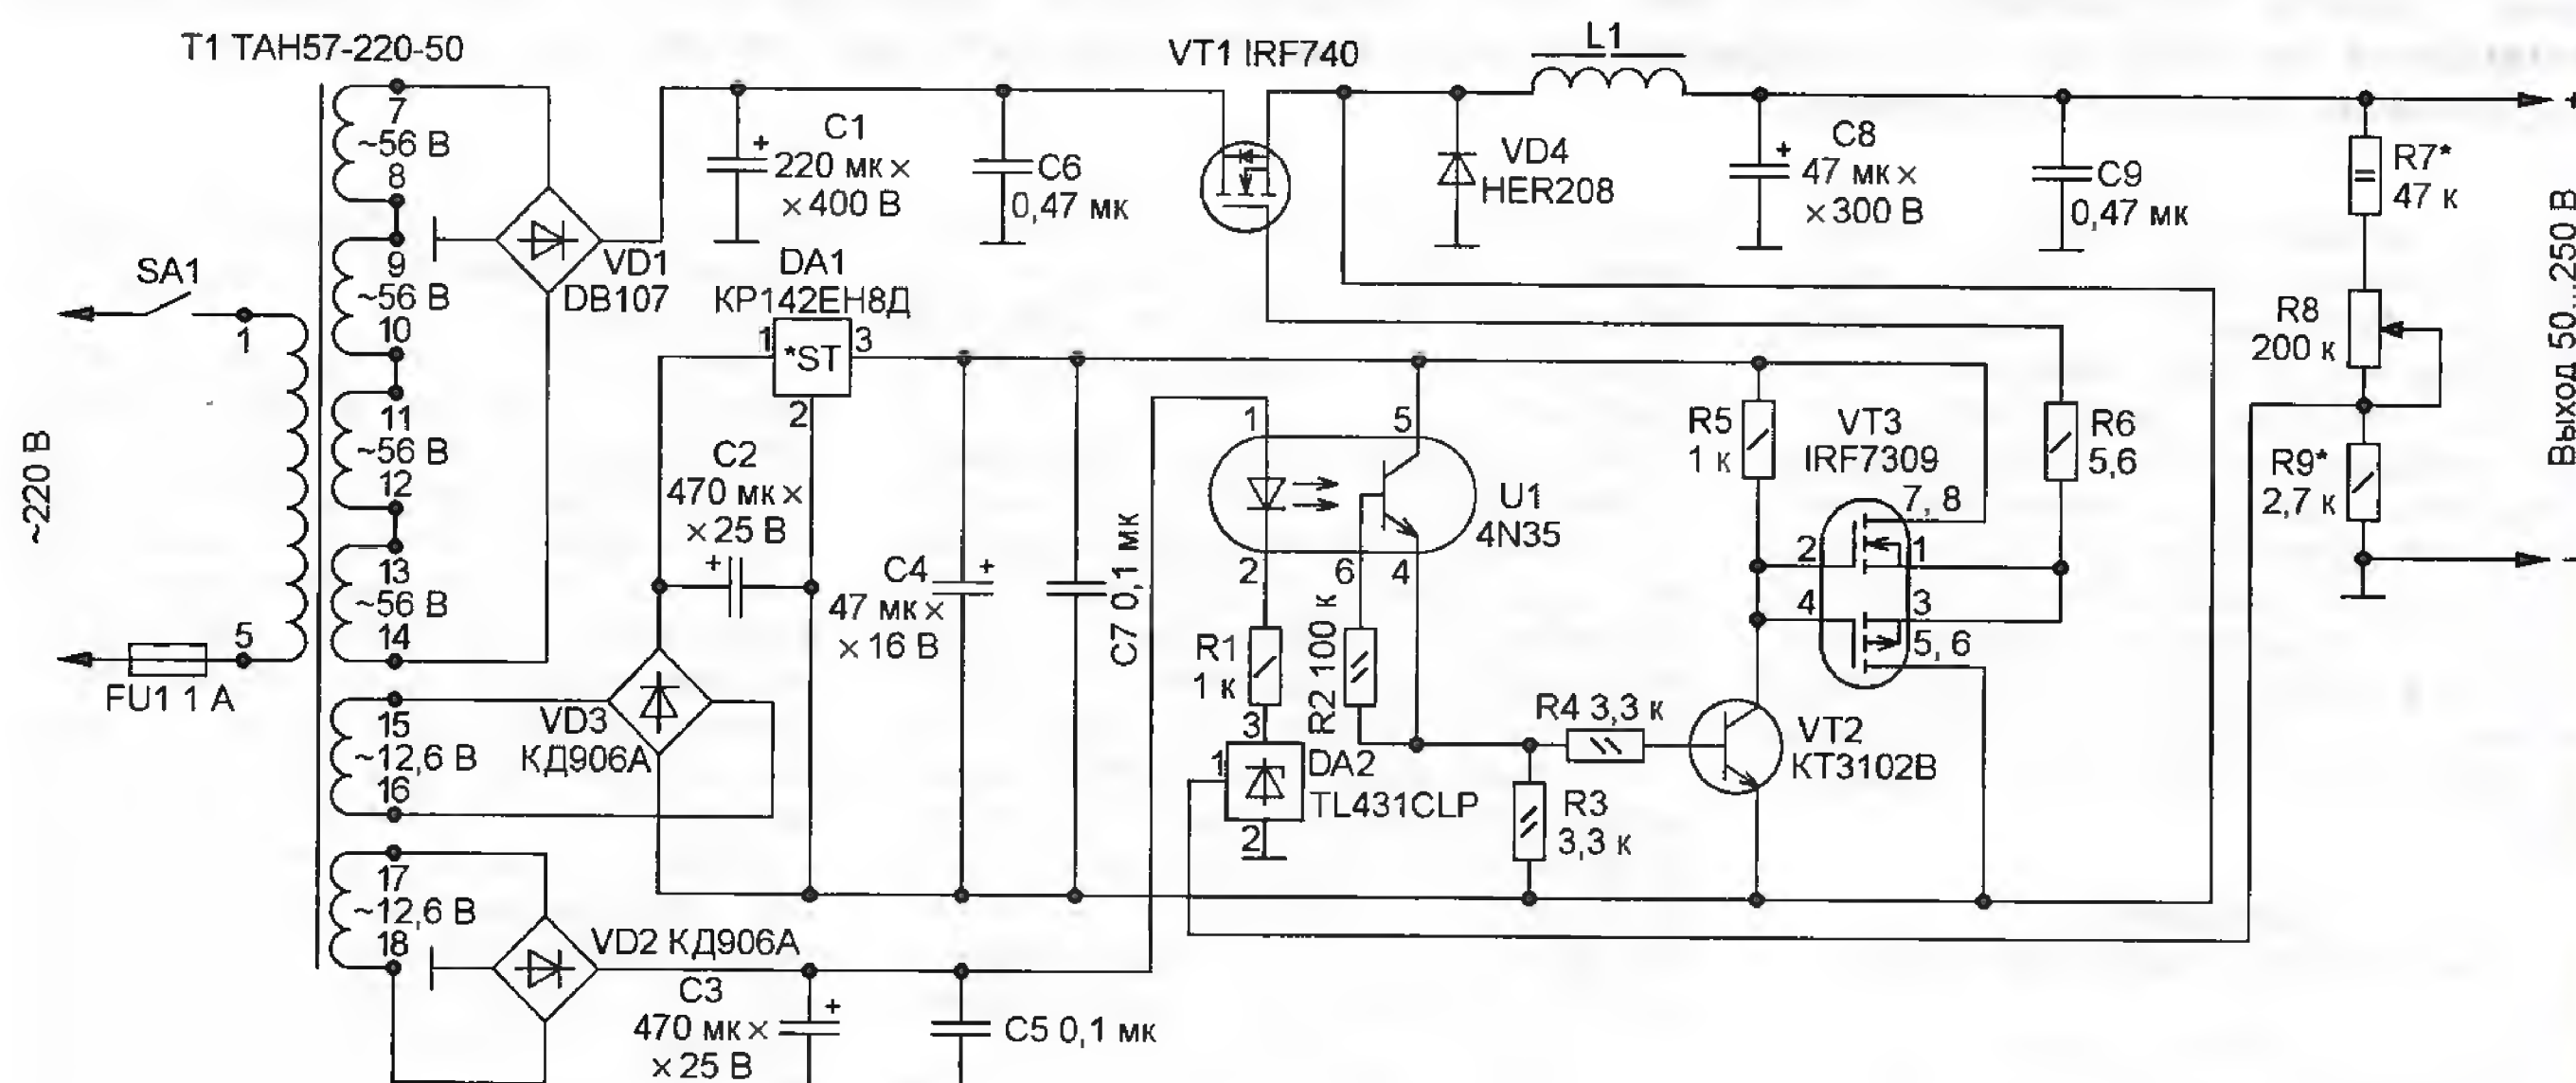 T1 ТАН57-220-50
7
~56 В
8
9
~56 В
10
11
~56 В
12
13
~56 В
14
15
~12,6 В
16
17
~12,6 В
18
SA1
1
~220 В
5
FU1 1 А
VD1
DB107
C1
+
220 мк ×
× 400 В
C6
0,47 мк
VT1 IRF740
L1
VD4
HER208
C8
+
47 мк ×
× 300 В
C9
0,47 мк
R7*
47 к
R8
200 к
R9*
2,7 к
+
Выход 50...250 В
-
DA1
КР142ЕН8Д
1
*ST
3
2
C2
470 мк ×
× 25 В
+
C4
+
47 мк ×
× 16 В
C7 0,1 мк
1
5
U1
4N35
2
6
4
R1
1 к
R2 100 к
3
1
DA2
TL431CLP
2
R4 3,3 к
R3
3,3 к
R5
1 к
VT3
IRF7309
7, 8
2
1
4
3
5, 6
R6
5,6
VT2
КТ3102В
VD3
КД906А
VD2 КД906А
C3
+
470 мк ×
× 25 В
C5 0,1 мк